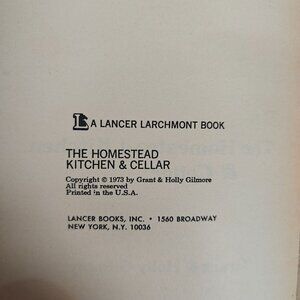 A LANCER LARCHMONT BOOK
THE HOMESTEAD
KITCHEN & CELLAR
Copyright © 1973 by Grant & Holly Gilmore
All rights reserved
Printed in the U.S.A.
LANCER BOOKS, INC. • 1560 BROADWAY
NEW YORK, N.Y. 10036